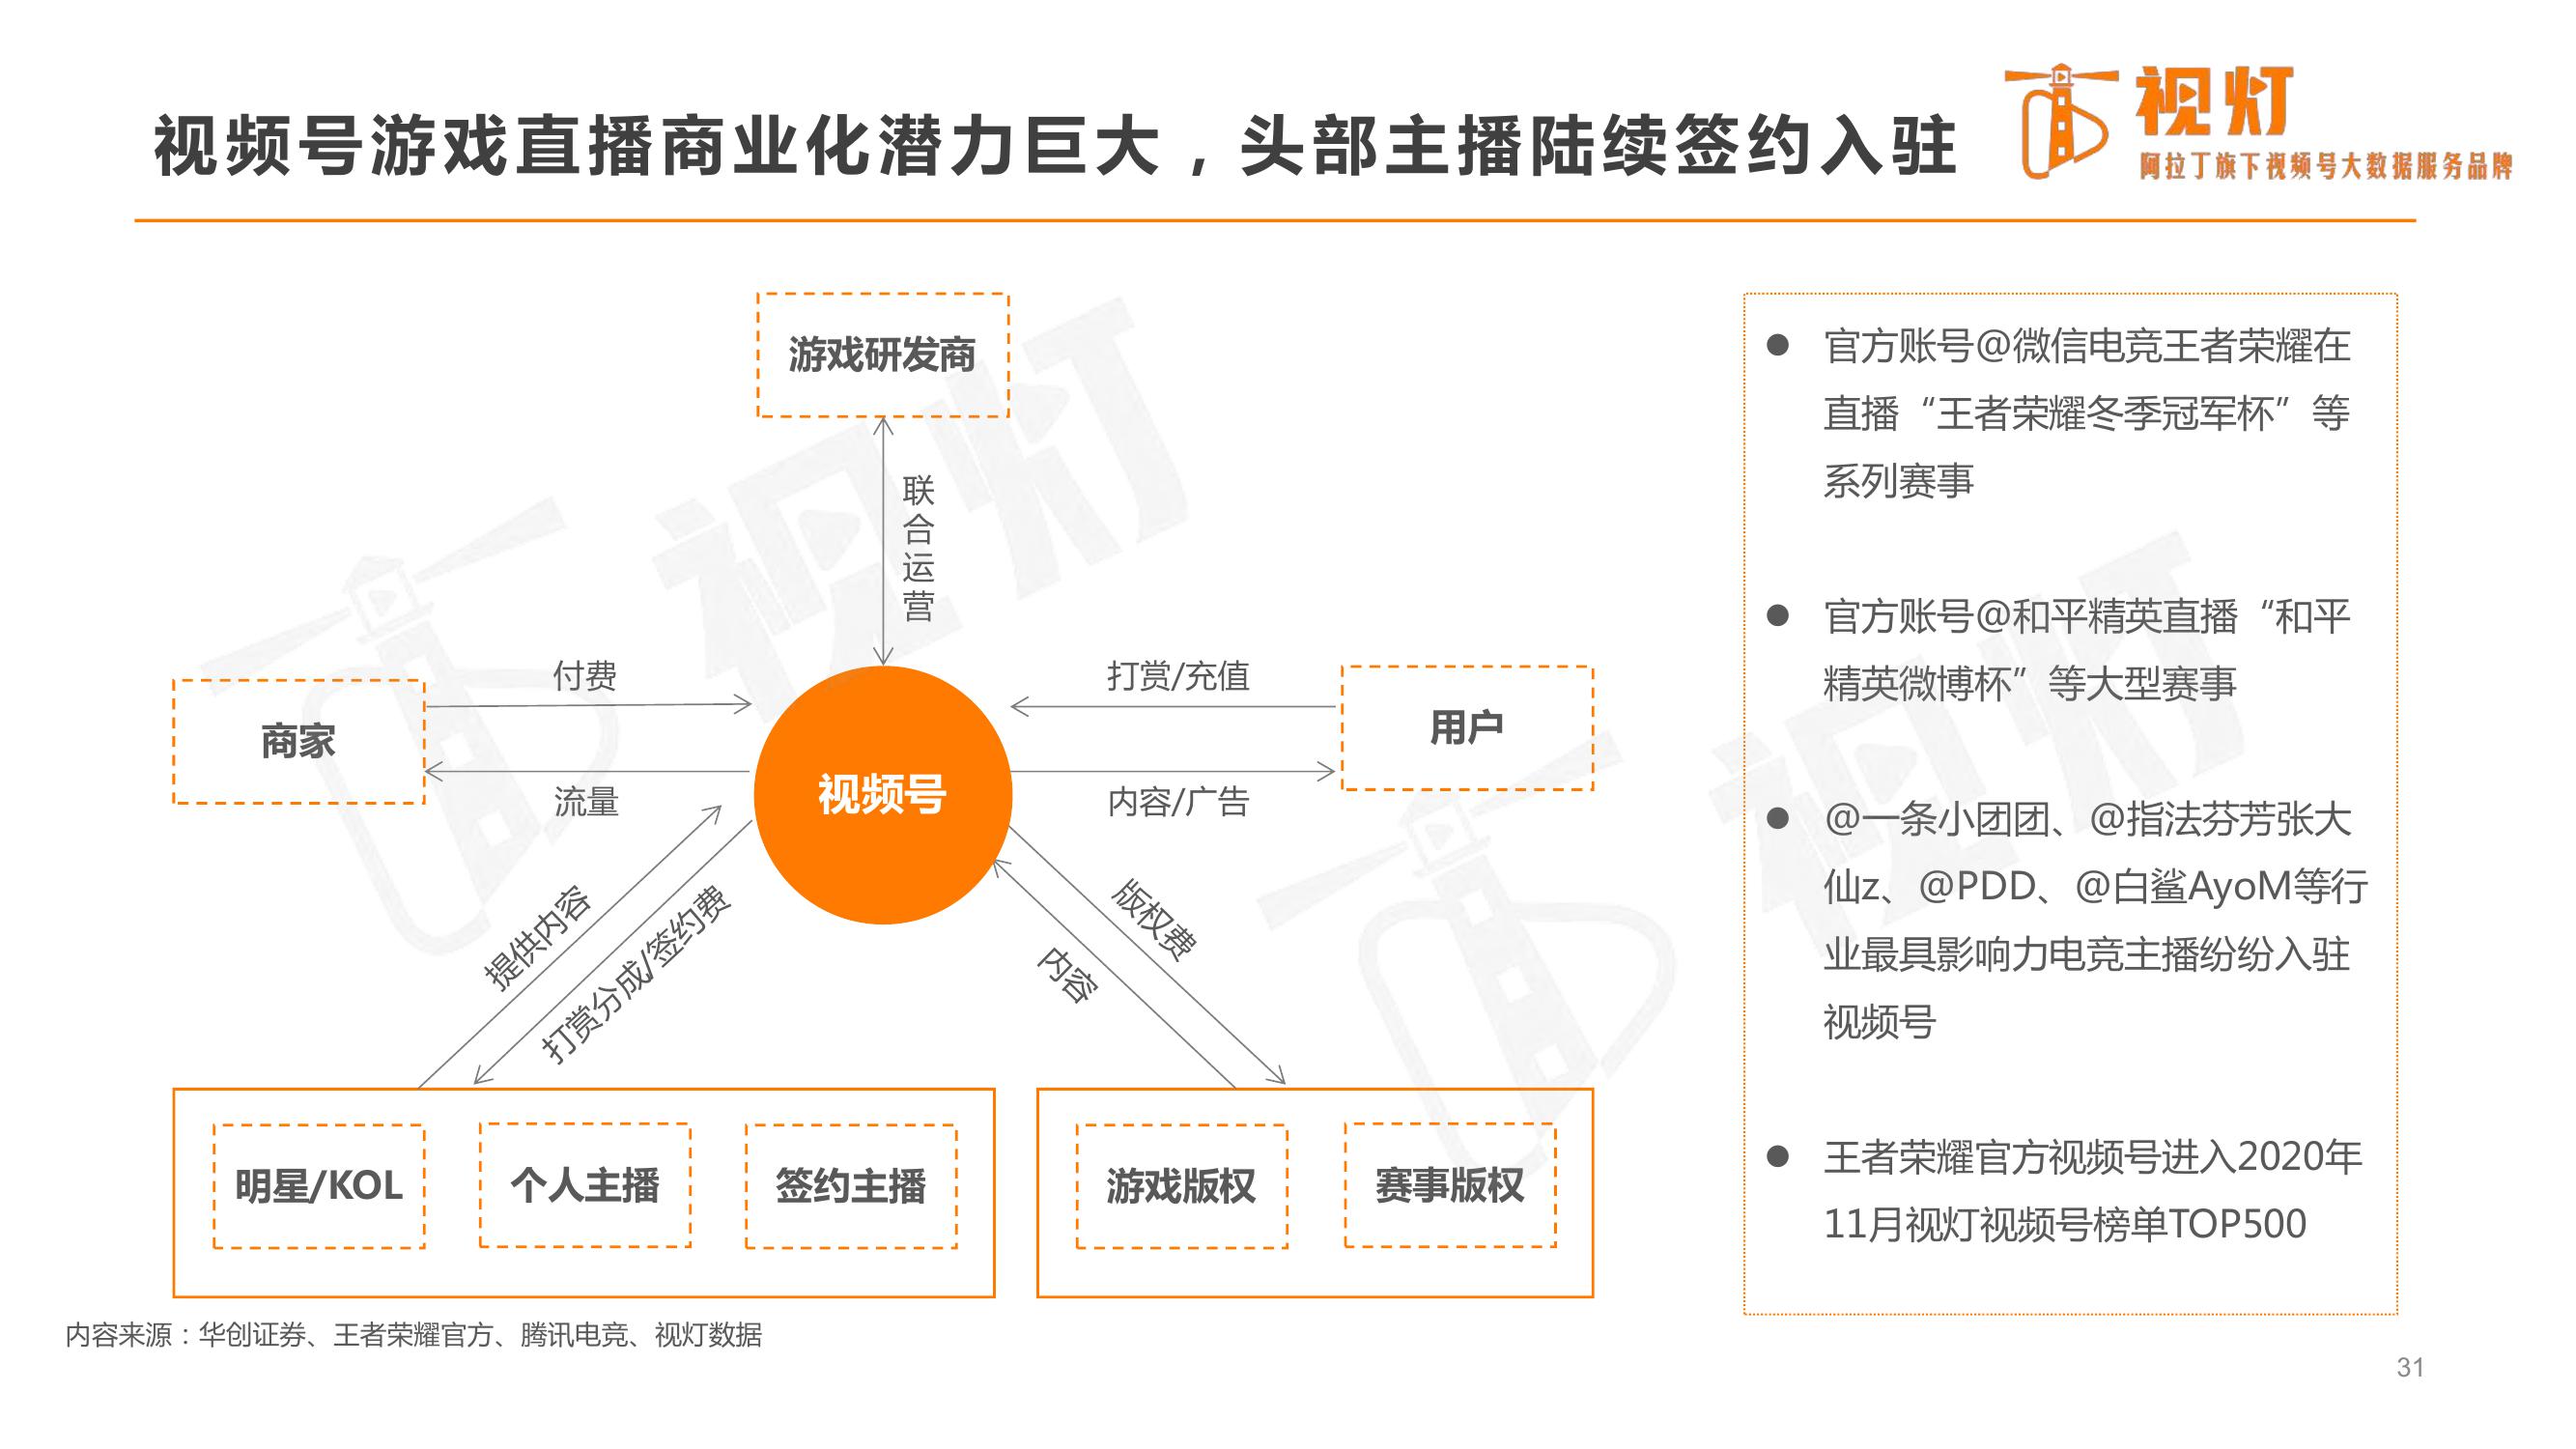 视频号游戏直播商业化潜力巨大，头部主播陆续签约入驻
视灯
阿拉丁旗下视频号大数据服务品牌
游戏研发商
联合运营
付费
打赏/充值
商家
用户
视频号
流量
内容/广告
提供内容
打赏分成/签约费
版权费
内容
明星/KOL
个人主播
签约主播
游戏版权
赛事版权
● 官方账号@微信电竞王者荣耀在
直播“王者荣耀冬季冠军杯”等
系列赛事
● 官方账号@和平精英直播“和平
精英微博杯”等大型赛事
● @一条小团团、@指法芬芳张大
仙z、@PDD、@白鲨AyoM等行
业最具影响力电竞主播纷纷入驻
视频号
● 王者荣耀官方视频号进入2020年
11月视灯视频号榜单TOP500
内容来源：华创证券、王者荣耀官方、腾讯电竞、视灯数据
31